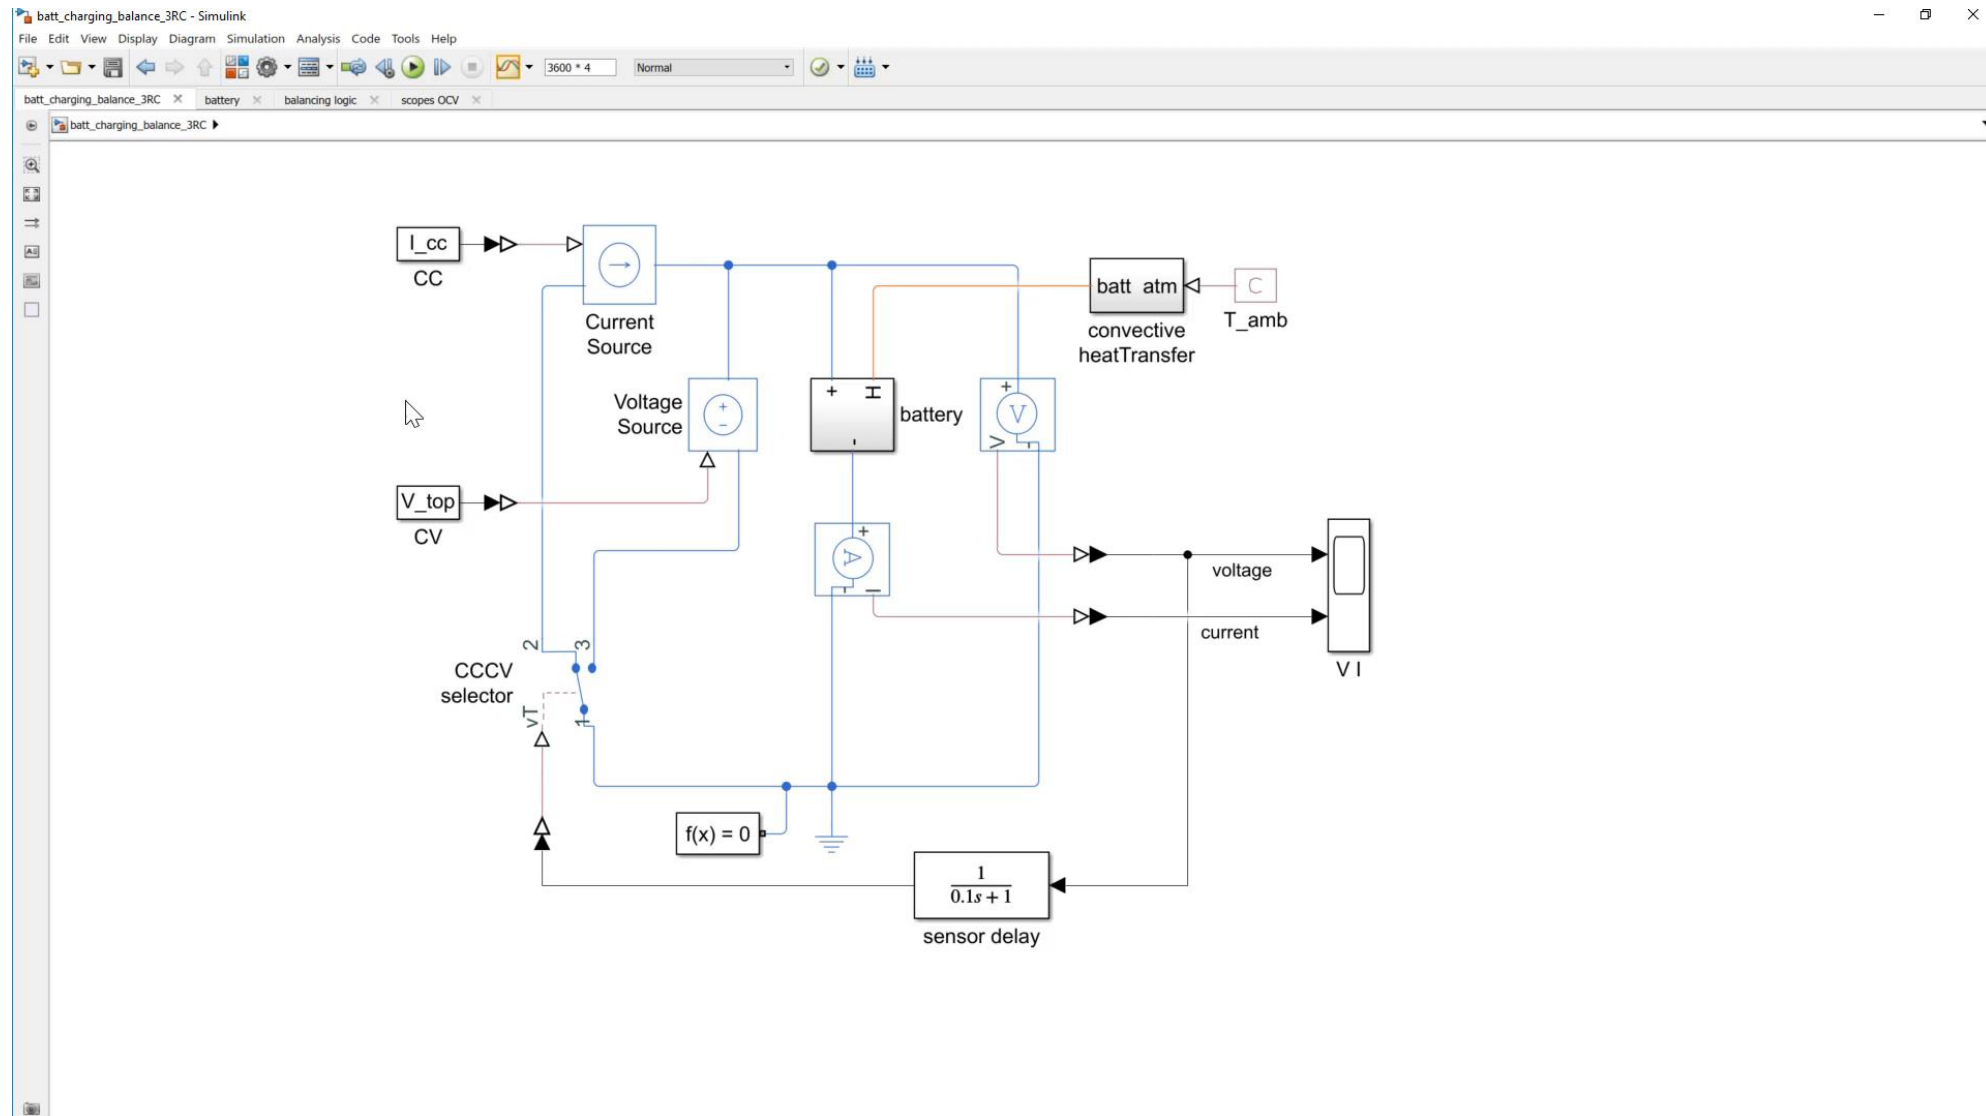 batt_charging_balance_3RC - Simulink
File Edit View Display Diagram Simulation Analysis Code Tools Help
3600 * 4
Normal
batt_charging_balance_3RC
battery
balancing logic
scopes OCV
batt_charging_balance_3RC
I_cc
CC
Current
Source
batt atm
convective
heatTransfer
C
T_amb
Voltage
Source
+
−
+ H
-
battery
+
V
V -
V_top
CV
+
A
- I
voltage
current
V I
2
3
CCCV
selector
vT
1
f(x) = 0
1
0.1s + 1
sensor delay